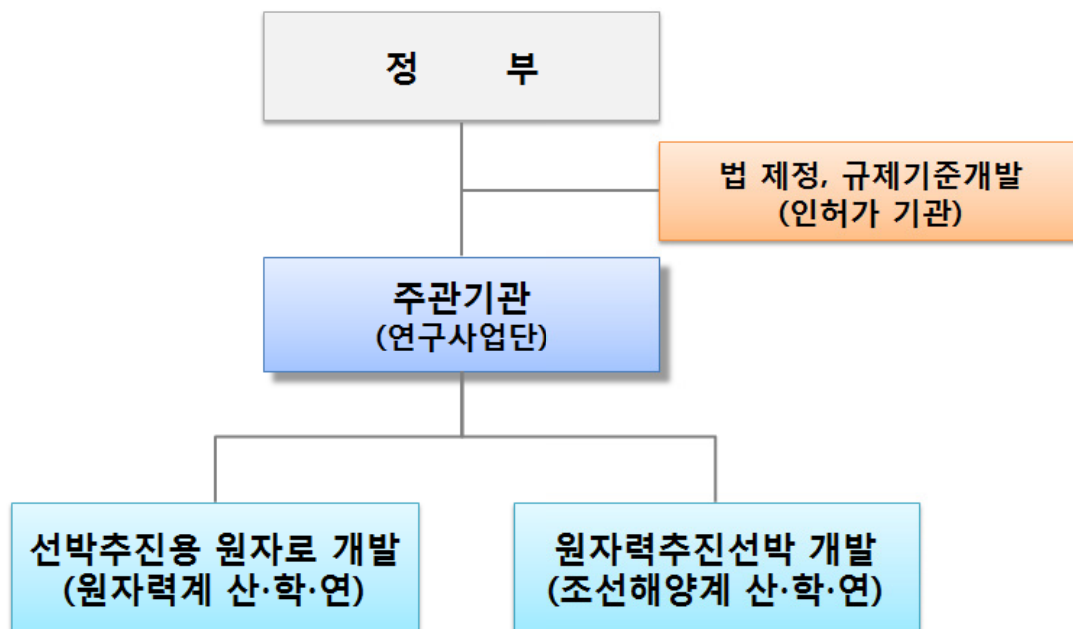 정 부
법 제정, 규제기준개발
(인허가 기관)
주관기관
(연구사업단)
선박추진용 원자로 개발
(원자력계 산·학·연)
원자력추진선박 개발
(조선해양계 산·학·연)